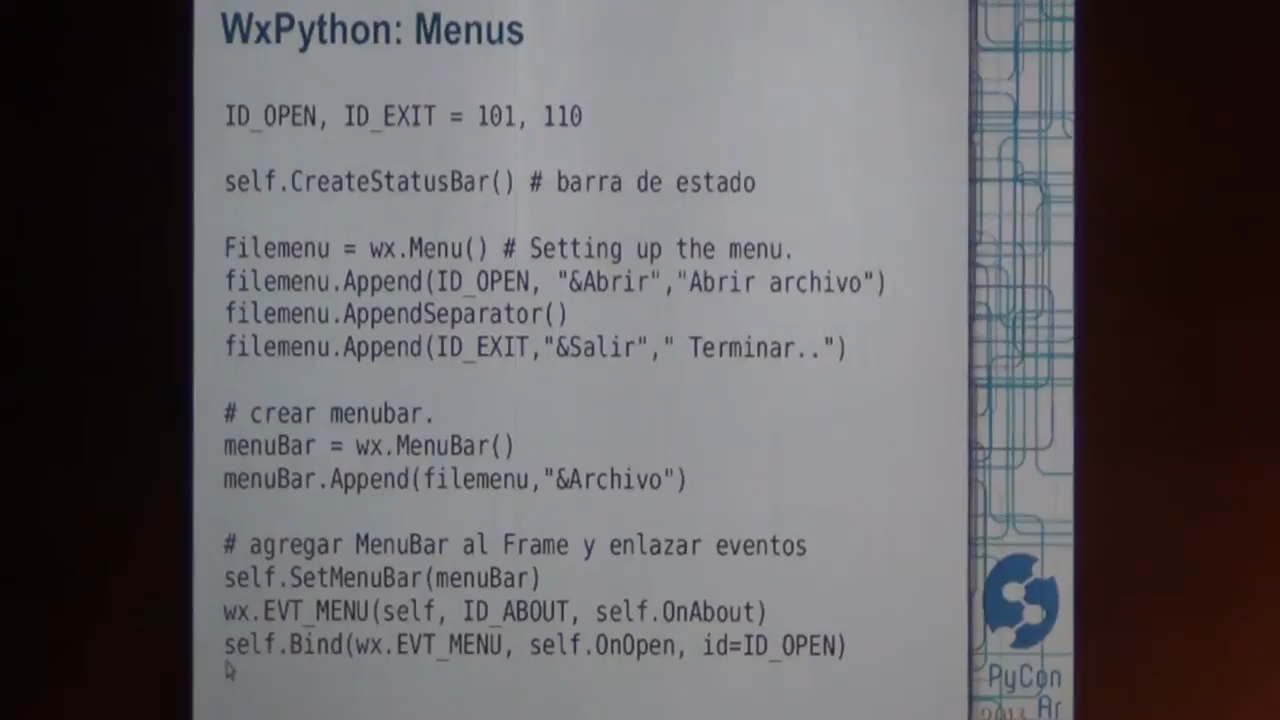 WxPython: Menus
ID_OPEN, ID_EXIT = 101, 110
self.CreateStatusBar() # barra de estado
Filemenu = wx.Menu() # Setting up the menu.
filemenu.Append(ID_OPEN, "&Abrir","Abrir archivo")
filemenu.AppendSeparator()
filemenu.Append(ID_EXIT,"&Salir"," Terminar..")
# crear menubar.
menuBar = wx.MenuBar()
menuBar.Append(filemenu,"&Archivo")
# agregar MenuBar al Frame y enlazar eventos
self.SetMenuBar(menuBar)
wx.EVT_MENU(self, ID_ABOUT, self.OnAbout)
self.Bind(wx.EVT_MENU, self.OnOpen, id=ID_OPEN)
PyCon
2013 Ar